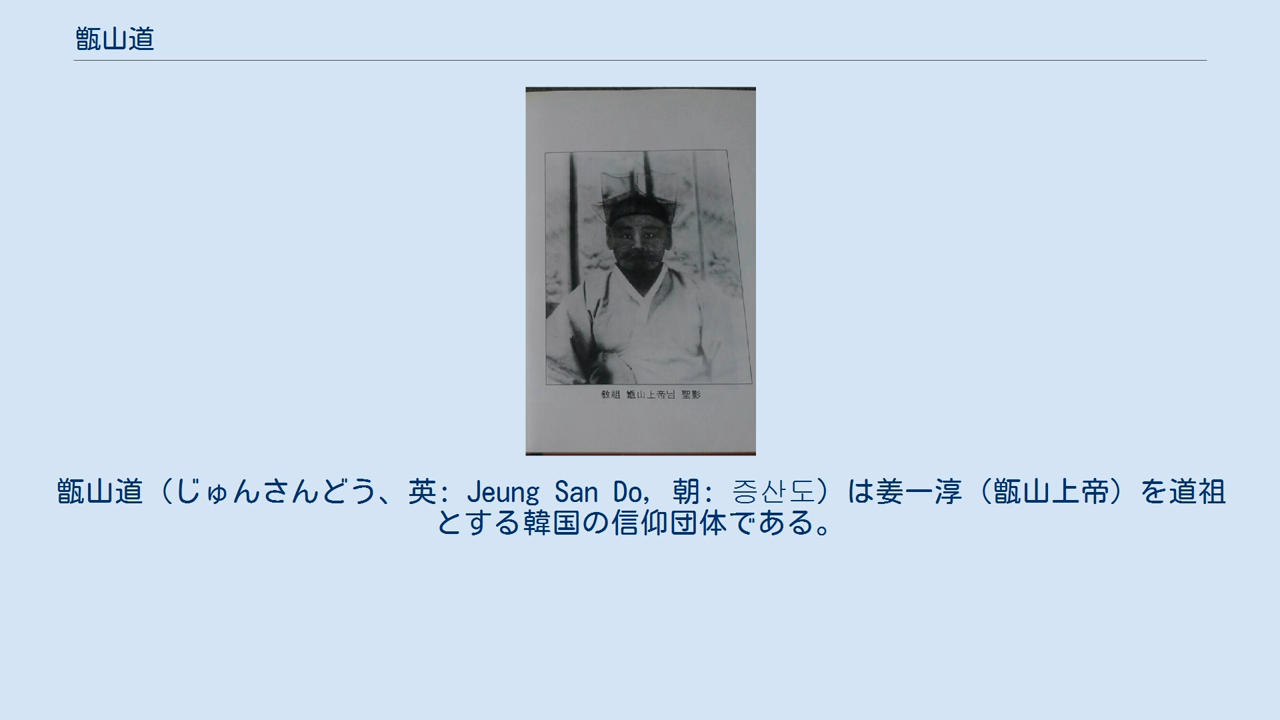 甑山道
敎祖 甑山上帝님 聖影
甑山道（じゅんさんどう、英: Jeung San Do, 朝: 증산도）は姜一淳（甑山上帝）を道祖
とする韓国の信仰団体である。